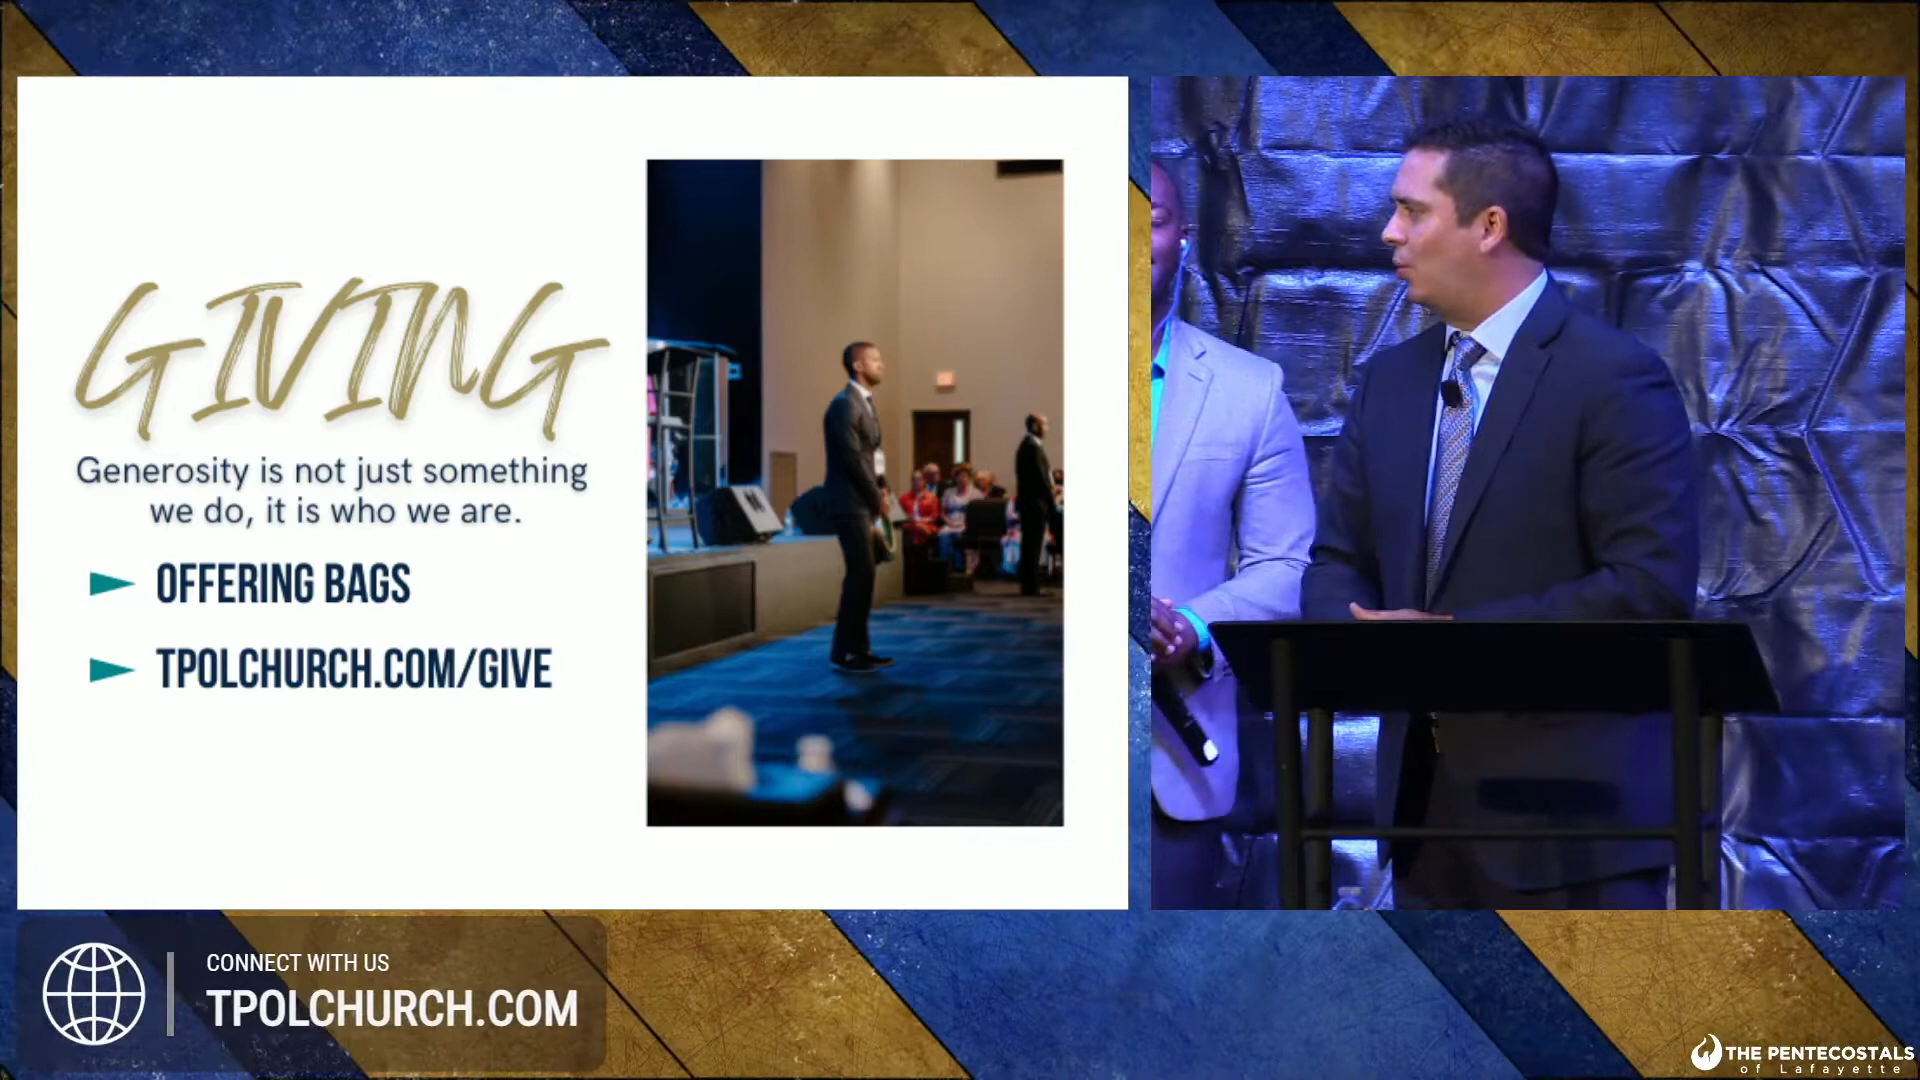 GIVING
Generosity is not just something
we do, it is who we are.
OFFERING BAGS
TPOLCHURCH.COM/GIVE
CONNECT WITH US
TPOLCHURCH.COM
THE PENTECOSTALS
of Lafayette